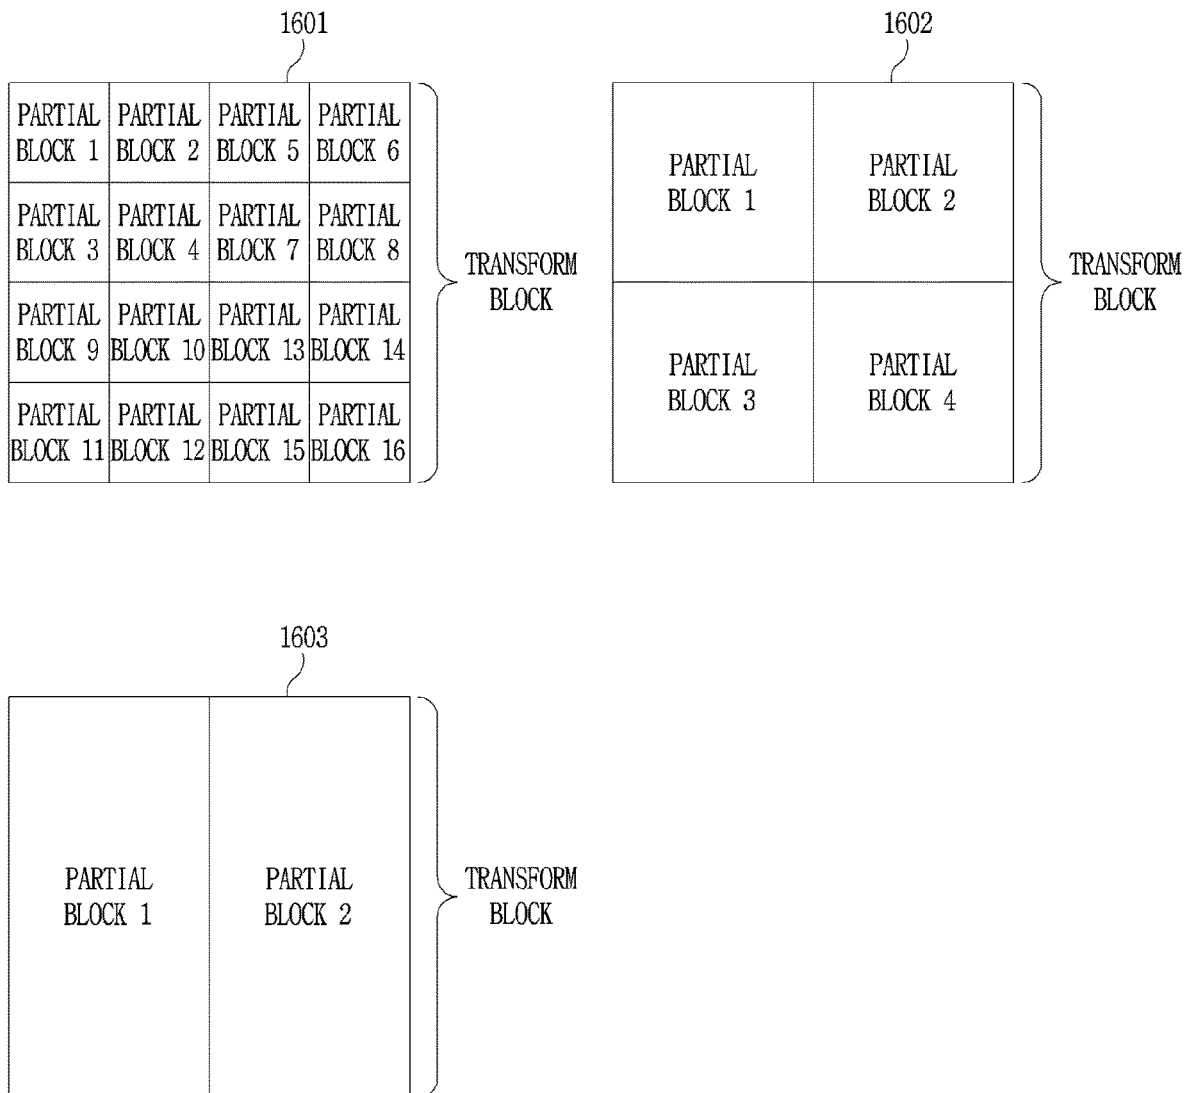 1601
PARTIAL PARTIAL PARTIAL PARTIAL
BLOCK 1 BLOCK 2 BLOCK 5 BLOCK 6
PARTIAL PARTIAL PARTIAL PARTIAL
BLOCK 3 BLOCK 4 BLOCK 7 BLOCK 8
PARTIAL PARTIAL PARTIAL PARTIAL
BLOCK 9 BLOCK 10 BLOCK 13 BLOCK 14
PARTIAL PARTIAL PARTIAL PARTIAL
BLOCK 11 BLOCK 12 BLOCK 15 BLOCK 16
TRANSFORM
BLOCK
1602
PARTIAL PARTIAL
BLOCK 1 BLOCK 2
PARTIAL PARTIAL
BLOCK 3 BLOCK 4
TRANSFORM
BLOCK
1603
PARTIAL PARTIAL
BLOCK 1 BLOCK 2
TRANSFORM
BLOCK